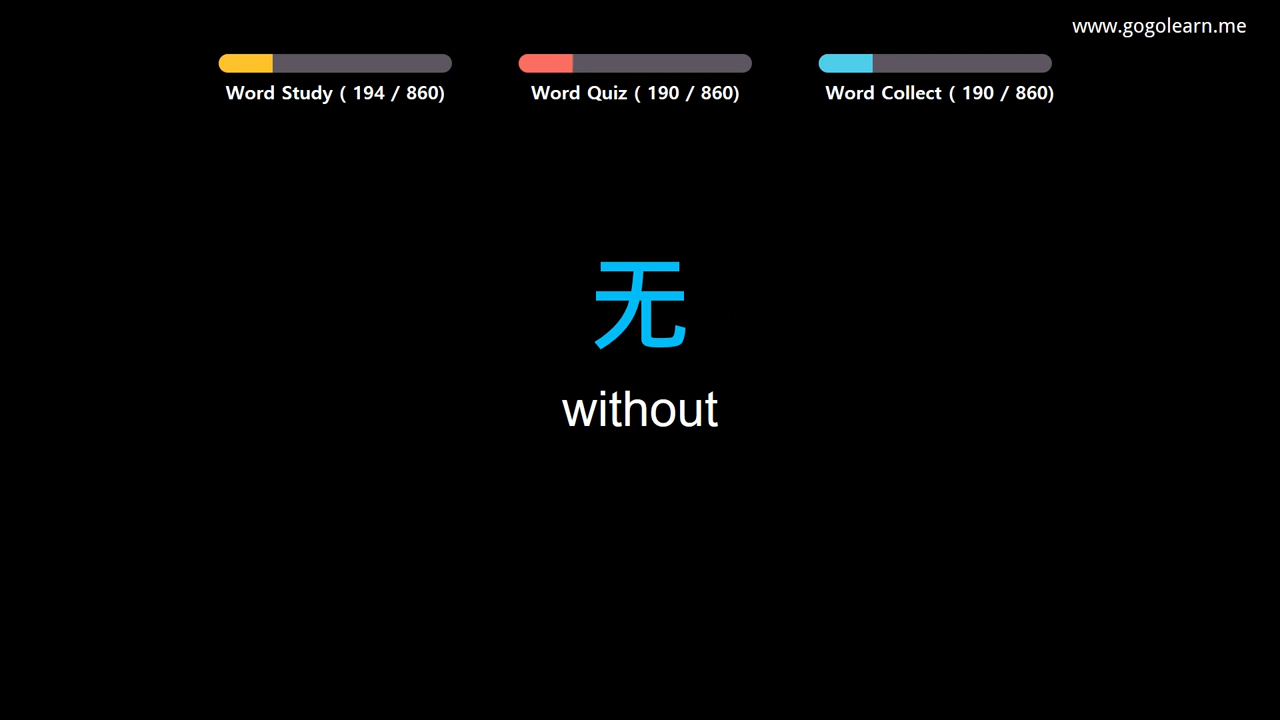 www.gogolearn.me
Word Study ( 194 / 860)
Word Quiz ( 190 / 860)
Word Collect ( 190 / 860)
无
without